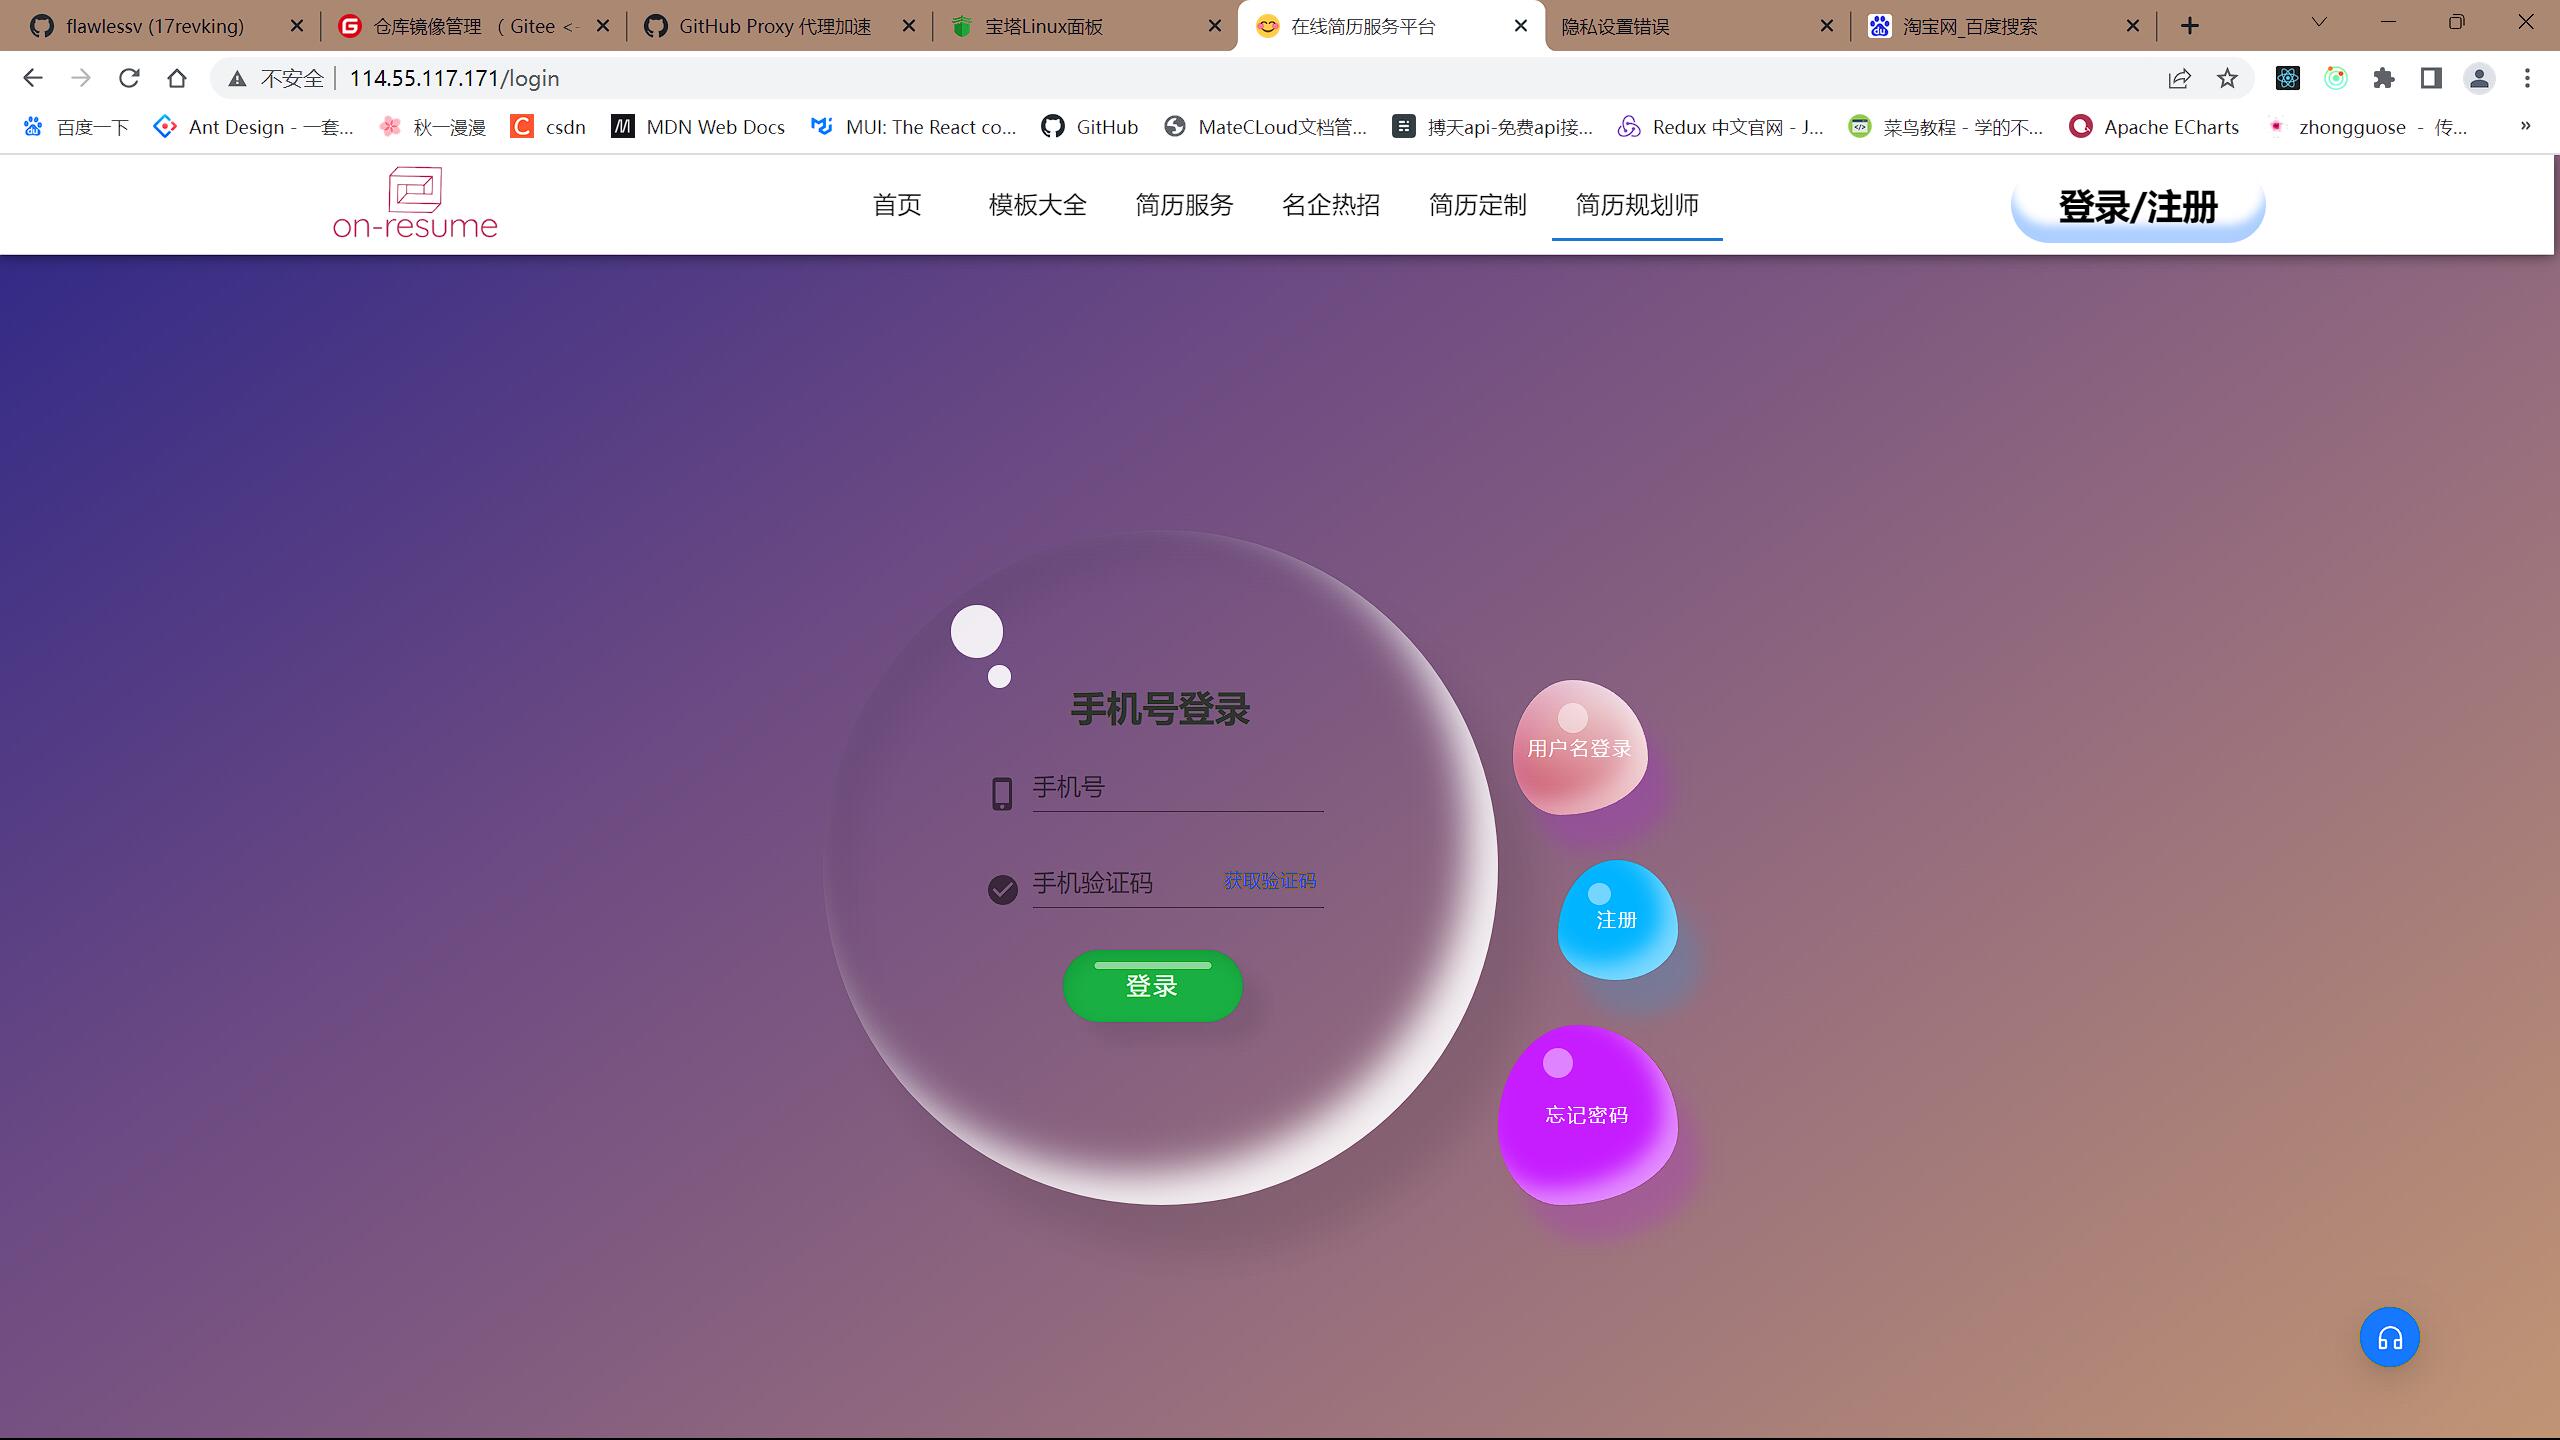 flawlessv (17revking)
仓库镜像管理 （ Gitee <-
GitHub Proxy 代理加速
宝塔Linux面板
在线简历服务平台
隐私设置错误
淘宝网_百度搜索
不安全 114.55.117.171/login
百度一下
Ant Design - 一套...
秋一漫漫
csdn
MDN Web Docs
MUI: The React co...
GitHub
MateCLoud文档管...
搏天api-免费api接...
Redux 中文官网 - J...
菜鸟教程 - 学的不...
Apache ECharts
zhongguose - 传...
»
on-resume
首页
模板大全
简历服务
名企热招
简历定制
简历规划师
登录/注册
手机号登录
手机号
手机验证码
获取验证码
登录
用户名登录
注册
忘记密码